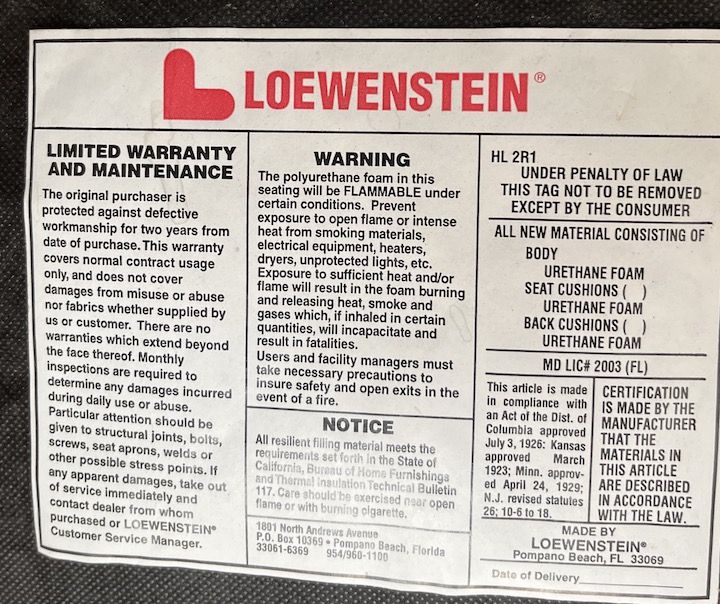 LOEWENSTEIN®
LIMITED WARRANTY
AND MAINTENANCE
The original purchaser is
protected against defective
workmanship for two years from
date of purchase. This warranty
covers normal contract usage
only, and does not cover
damages from misuse or abuse
nor fabrics whether supplied by
us or customer. There are no
warranties which extend beyond
the face thereof. Monthly
inspections are required to
determine any damages incurred
during daily use or abuse.
Particular attention should be
given to structural joints, bolts,
screws, seat aprons, welds or
other possible stress points. If
any apparent damages, take out
of service immediately and
contact dealer from whom
purchased or LOEWENSTEIN®
Customer Service Manager.
WARNING
The polyurethane foam in this
seating will be FLAMMABLE under
certain conditions. Prevent
exposure to open flame or intense
heat from smoking materials,
electrical equipment, heaters,
dryers, unprotected lights, etc.
Exposure to sufficient heat and/or
flame will result in the foam burning
and releasing heat, smoke and
gases which, if inhaled in certain
quantities, will incapacitate and
result in fatalities.
Users and facility managers must
take necessary precautions to
insure safety and open exits in the
event of a fire.
NOTICE
All resilient filling material meets the
requirements set forth in the State of
California, Bureau of Home Furnishings
and Thermal Insulation Technical Bulletin
117. Care should be exercised near open
flame or with burning cigarette.
1801 North Andrews Avenue
P.O. Box 10369 • Pompano Beach, Florida
33061-6369 954/960-1100
HL 2R1
UNDER PENALTY OF LAW
THIS TAG NOT TO BE REMOVED
EXCEPT BY THE CONSUMER
ALL NEW MATERIAL CONSISTING OF
BODY
URETHANE FOAM
SEAT CUSHIONS ( )
URETHANE FOAM
BACK CUSHIONS ( )
URETHANE FOAM
MD LIC# 2003 (FL)
This article is made
in compliance with
an Act of the Dist. of
Columbia approved
July 3, 1926: Kansas
approved March
1923; Minn. approv-
ed April 24, 1929;
N.J. revised statutes
26; 10-6 to 18.
CERTIFICATION
IS MADE BY THE
MANUFACTURER
THAT THE
MATERIALS IN
THIS ARTICLE
ARE DESCRIBED
IN ACCORDANCE
WITH THE LAW.
MADE BY
LOEWENSTEIN®
Pompano Beach, FL 33069
Date of Delivery